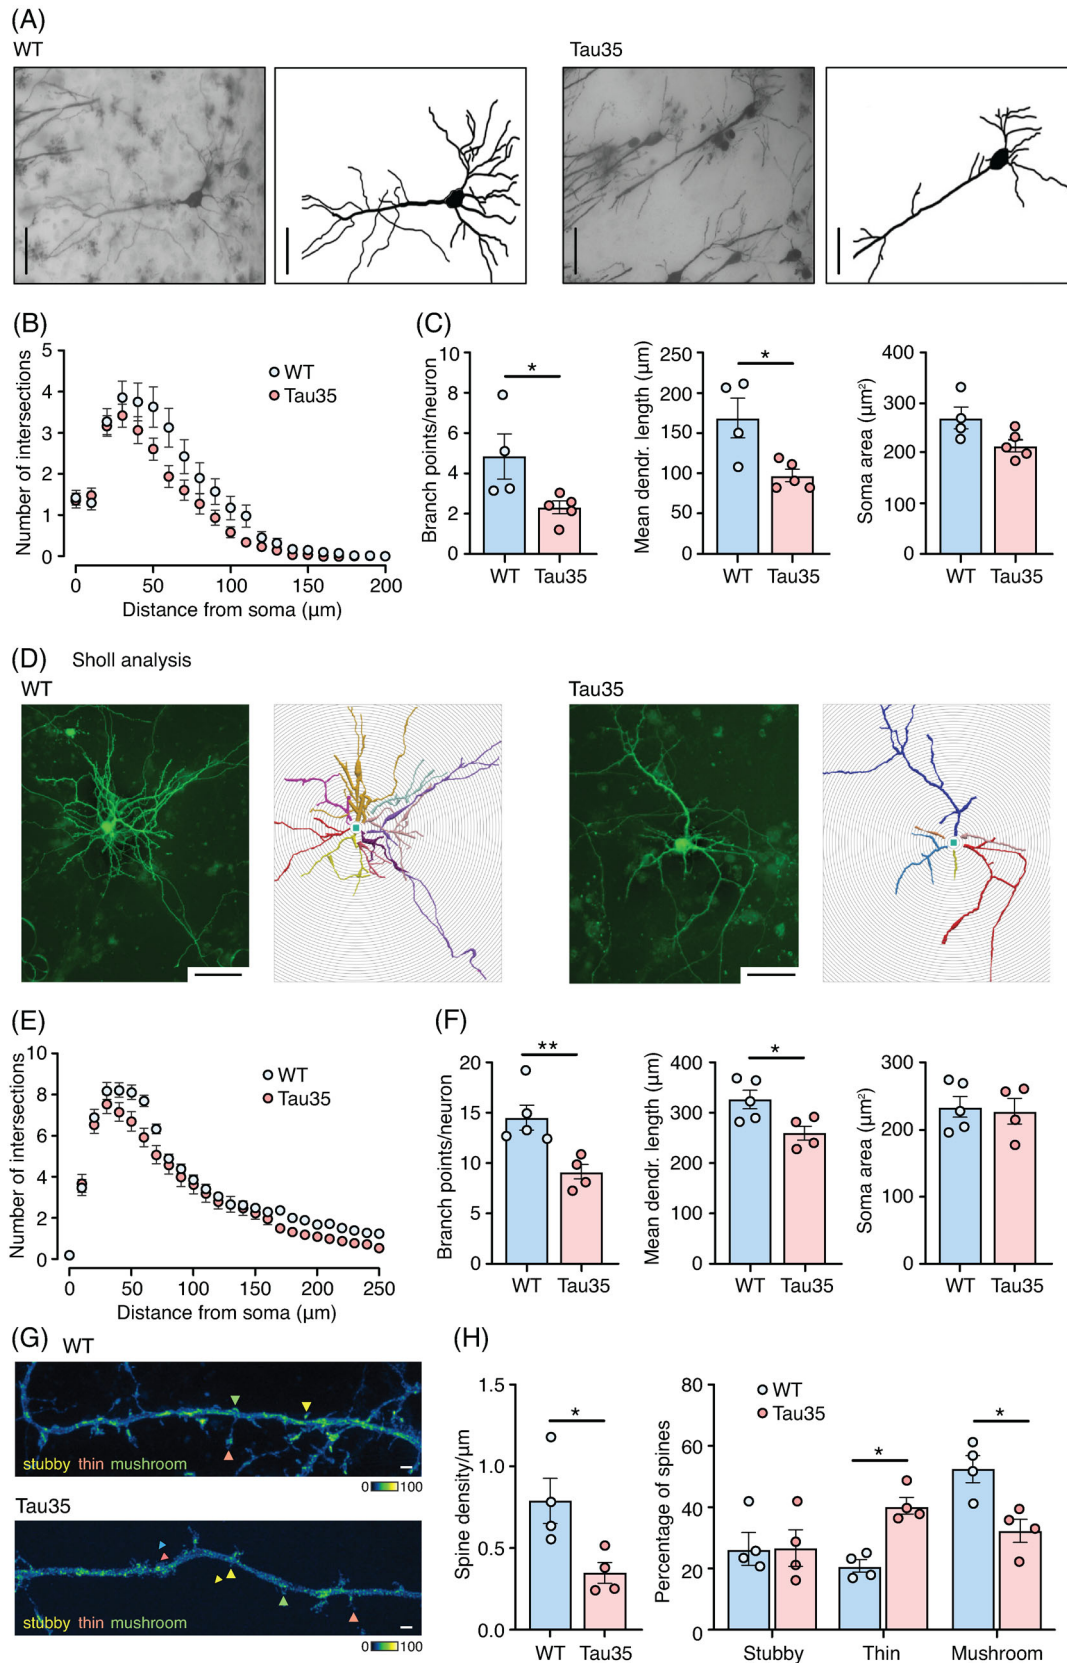 (A)
WT Tau35
(B)
Number of intersections
5
4
3
2
1
0
WT
Tau35
0 50 100 150 200
Distance from soma (µm)
(C)
Branch points/neuron
10
8
6
4
2
0
*
WT Tau35
Mean dendr. length (µm)
250
200
150
100
50
0
*
WT Tau35
Soma area (µm²)
400
300
200
100
0
WT Tau35
(D) Sholl analysis
WT Tau35
(E)
Number of intersections
10
8
6
4
2
0
WT
Tau35
0 50 100 150 200 250
Distance from soma (µm)
(F)
Branch points/neuron
20
15
10
5
0
**
WT Tau35
Mean dendr. length (µm)
400
300
200
100
0
*
WT Tau35
Soma area (µm²)
300
200
100
0
WT Tau35
(G) WT
stubby thin mushroom
0 100
Tau35
stubby thin mushroom
0 100
(H)
Spine density/µm
1.5
1.0
0.5
0.0
*
WT Tau35
Percentage of spines
80
60
40
20
0
WT
Tau35
* *
Stubby Thin Mushroom